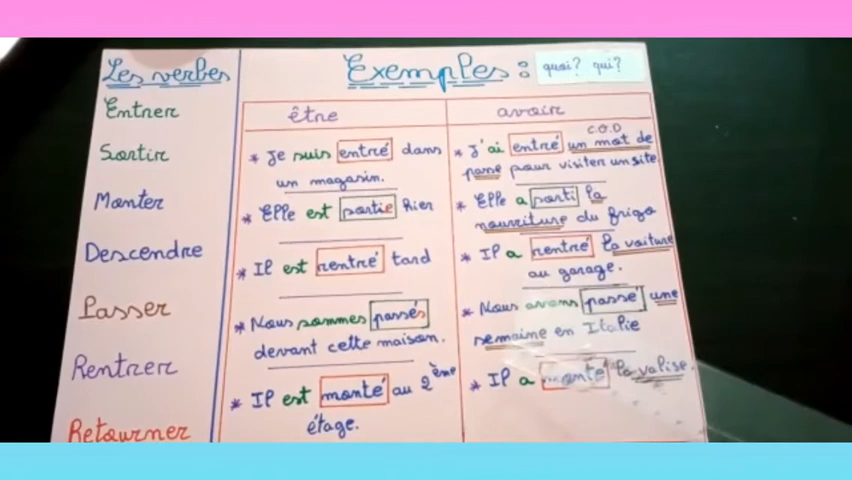 Les verbes
Entrer
Sortir
Monter
Descendre
Passer
Rentrer
Retourner
Exemples :
quoi? qui?
être
* Je suis entré dans
un magasin.
* Elle est sortie hier
* Il est rentré tard
* Nous sommes passés
devant cette maison.
* Il est monté au 2ème
étage.
avoir
C.O.D
* J'ai entré un mot de
passe pour visiter un site.
* Elle a sorti la
nouriture du frigo
* Il a rentré la voiture
au garage.
* Nous avons passé une
semaine en Italie
* Il a monté la valise.